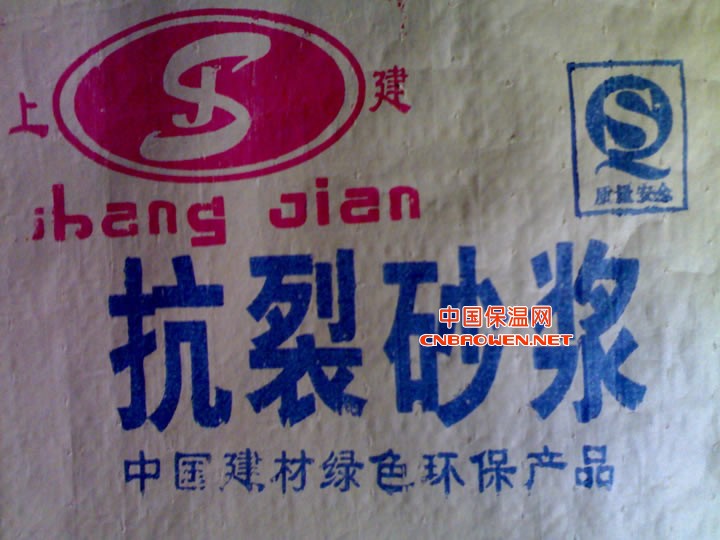 上 建
质量安全
Shang Jian
抗裂砂浆
中国保温网
CNBAOWEN.NET
中国建材绿色环保产品